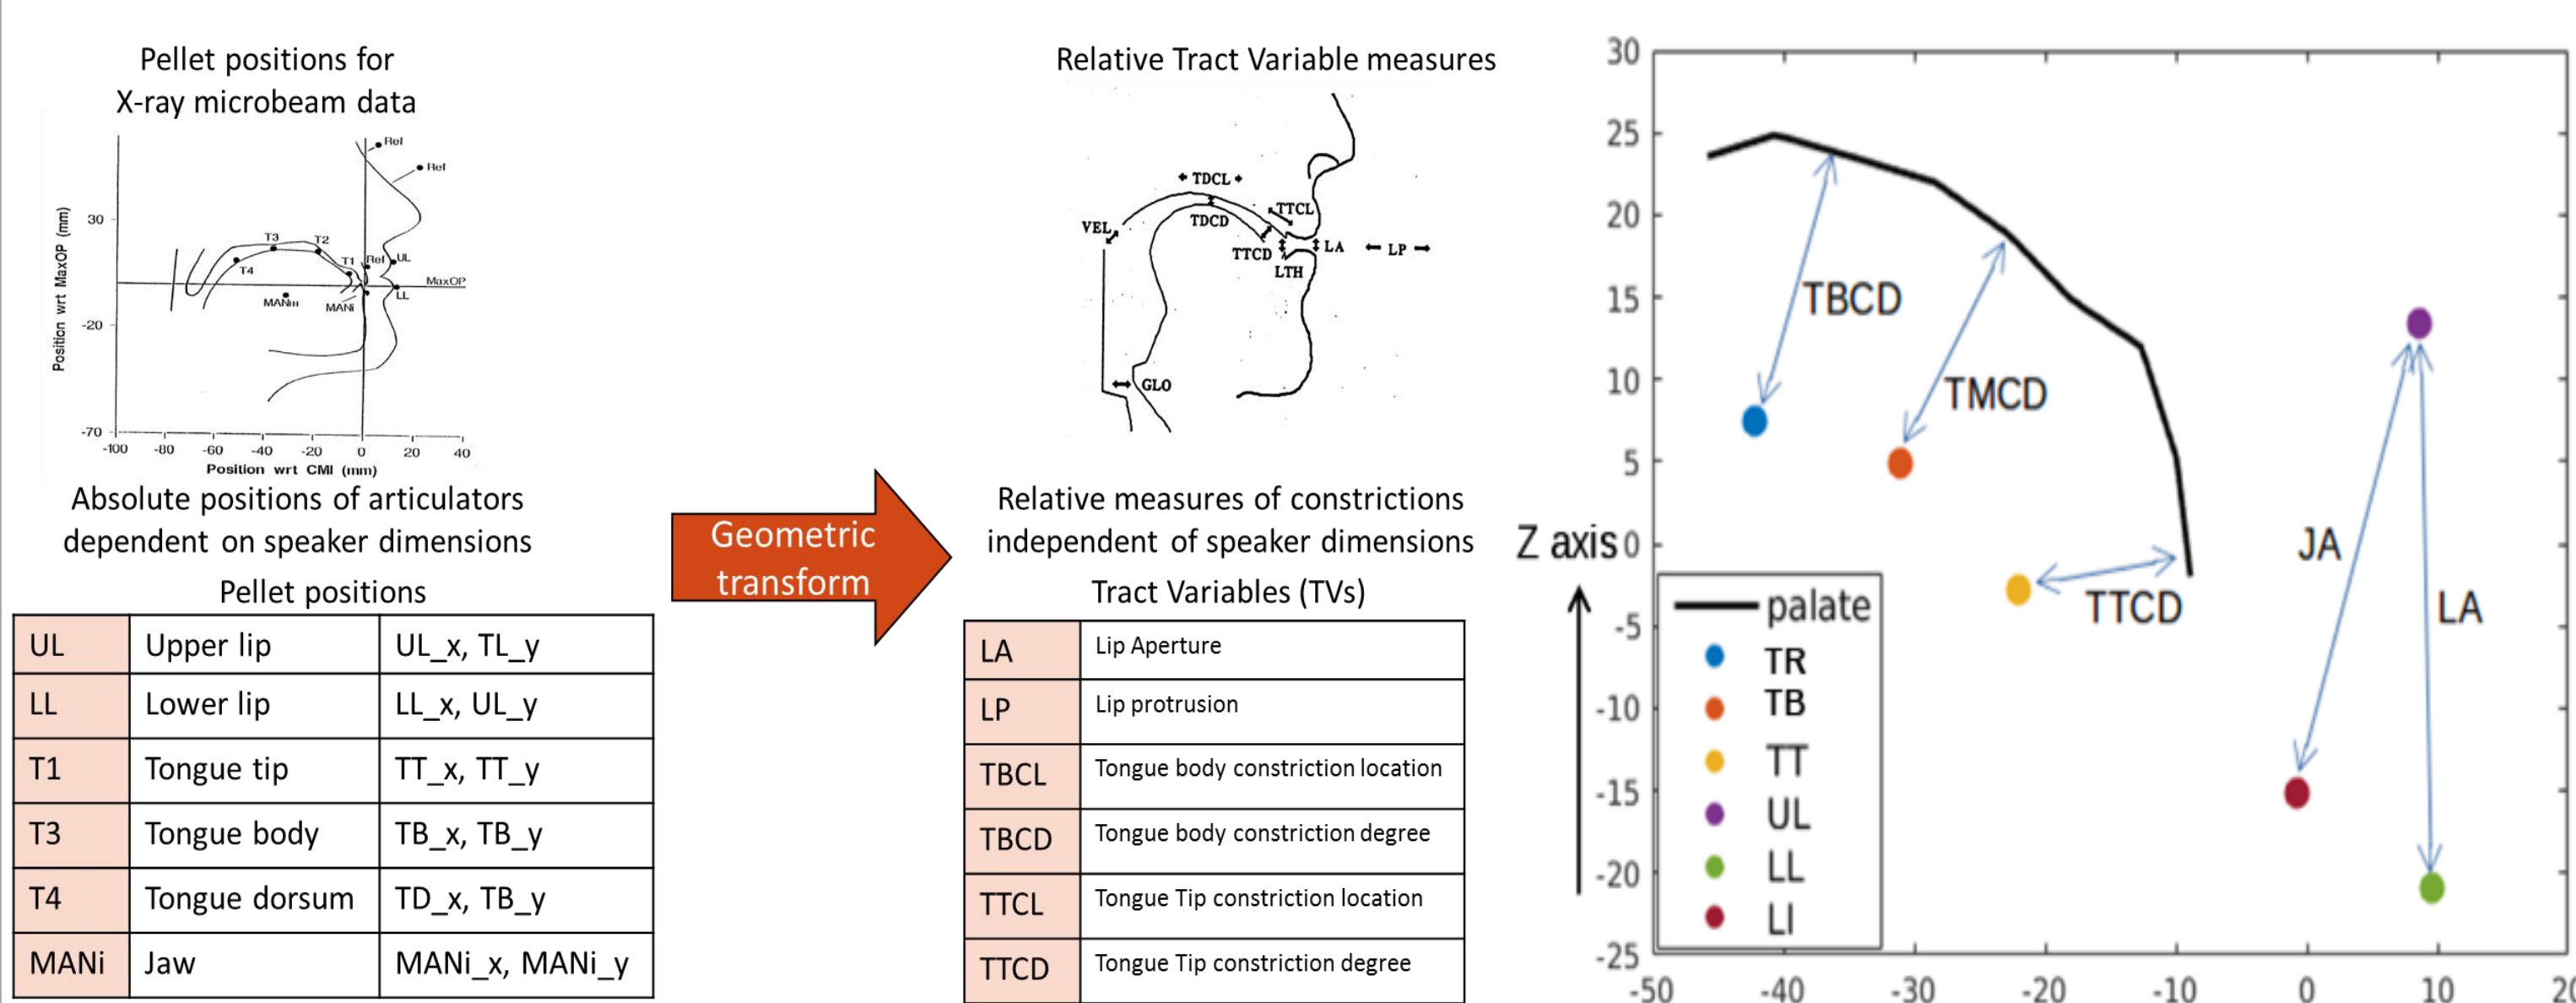 Pellet positions for
X-ray microbeam data
Ref
Ref
Position wrt MaxOP (mm)
30
-20
-70
T3
T2
T4
T1
Ref
UL
MaxOP
MANm
MANi
LL
-100 -80 -60 -40 -20 0 20 40
Position wrt CMI (mm)
Absolute positions of articulators
dependent on speaker dimensions
Pellet positions
UL Upper lip UL_x, TL_y
LL Lower lip LL_x, UL_y
T1 Tongue tip TT_x, TT_y
T3 Tongue body TB_x, TB_y
T4 Tongue dorsum TD_x, TB_y
MANi Jaw MANi_x, MANi_y
Geometric
transform
Relative Tract Variable measures
TDCL
TTCL
VEL
TDCD
TTCD
LA
LP
LTH
GLO
Relative measures of constrictions
independent of speaker dimensions
Tract Variables (TVs)
LA Lip Aperture
LP Lip protrusion
TBCL Tongue body constriction location
TBCD Tongue body constriction degree
TTCL Tongue Tip constriction location
TTCD Tongue Tip constriction degree
30
25
20
15
10
5
0
-5
-10
-15
-20
-25
Z axis
TBCD
TMCD
TTCD
JA
LA
palate
TR
TB
TT
UL
LL
LI
-50 -40 -30 -20 -10 0 10 20